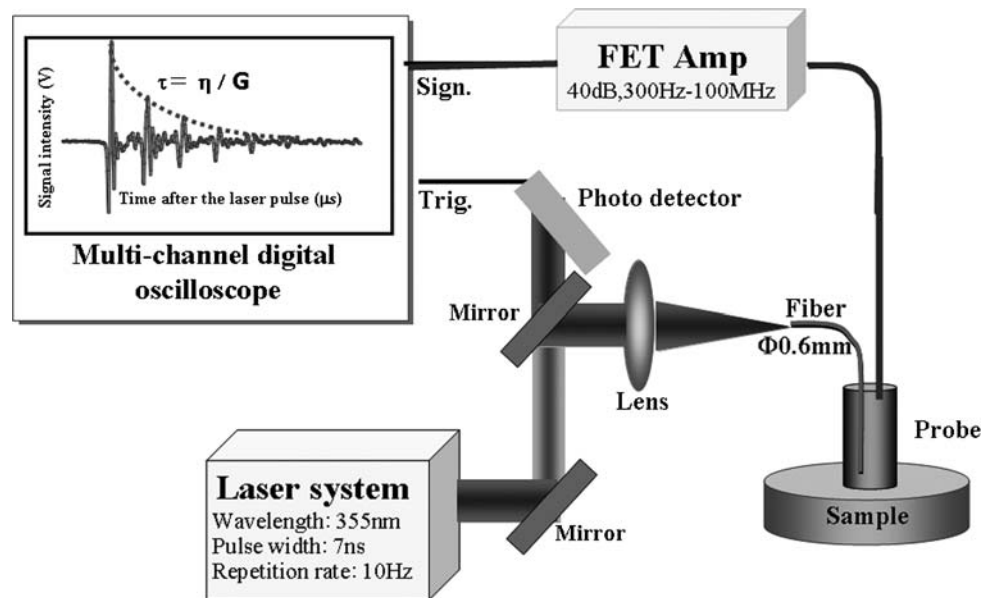 Signal intensity (V)
τ= η / G
Time after the laser pulse (μs)
Multi-channel digital
oscilloscope
Sign.
Trig.
FET Amp
40dB,300Hz-100MHz
Photo detector
Mirror
Lens
Fiber
Φ0.6mm
Probe
Sample
Laser system
Wavelength: 355nm
Pulse width: 7ns
Repetition rate: 10Hz
Mirror